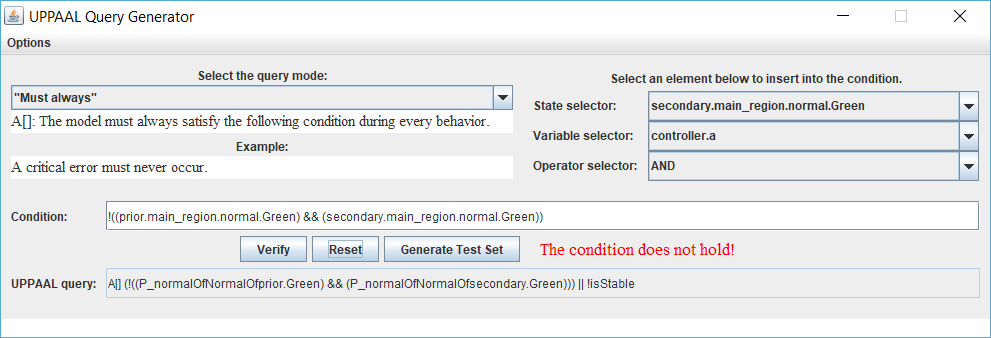 UPPAAL Query Generator
Options
Select the query mode:
"Must always"
A[]: The model must always satisfy the following condition during every behavior.
Example:
A critical error must never occur.
Select an element below to insert into the condition.
State selector: secondary.main_region.normal.Green
Variable selector: controller.a
Operator selector: AND
Condition: !((prior.main_region.normal.Green) && (secondary.main_region.normal.Green))
Verify Reset Generate Test Set The condition does not hold!
UPPAAL query: A[] (!((P_normalOfNormalOfprior.Green) && (P_normalOfNormalOfsecondary.Green))) || !isStable